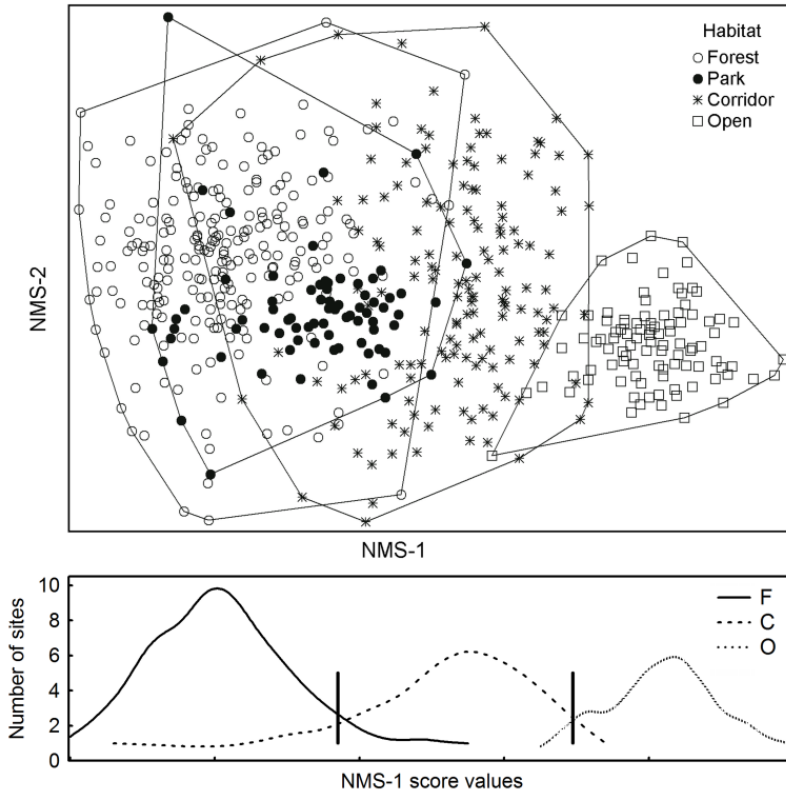 Habitat
Forest
Park
Corridor
Open
NMS-2
NMS-1
10
8
6
4
2
0
Number of sites
F
C
O
NMS-1 score values